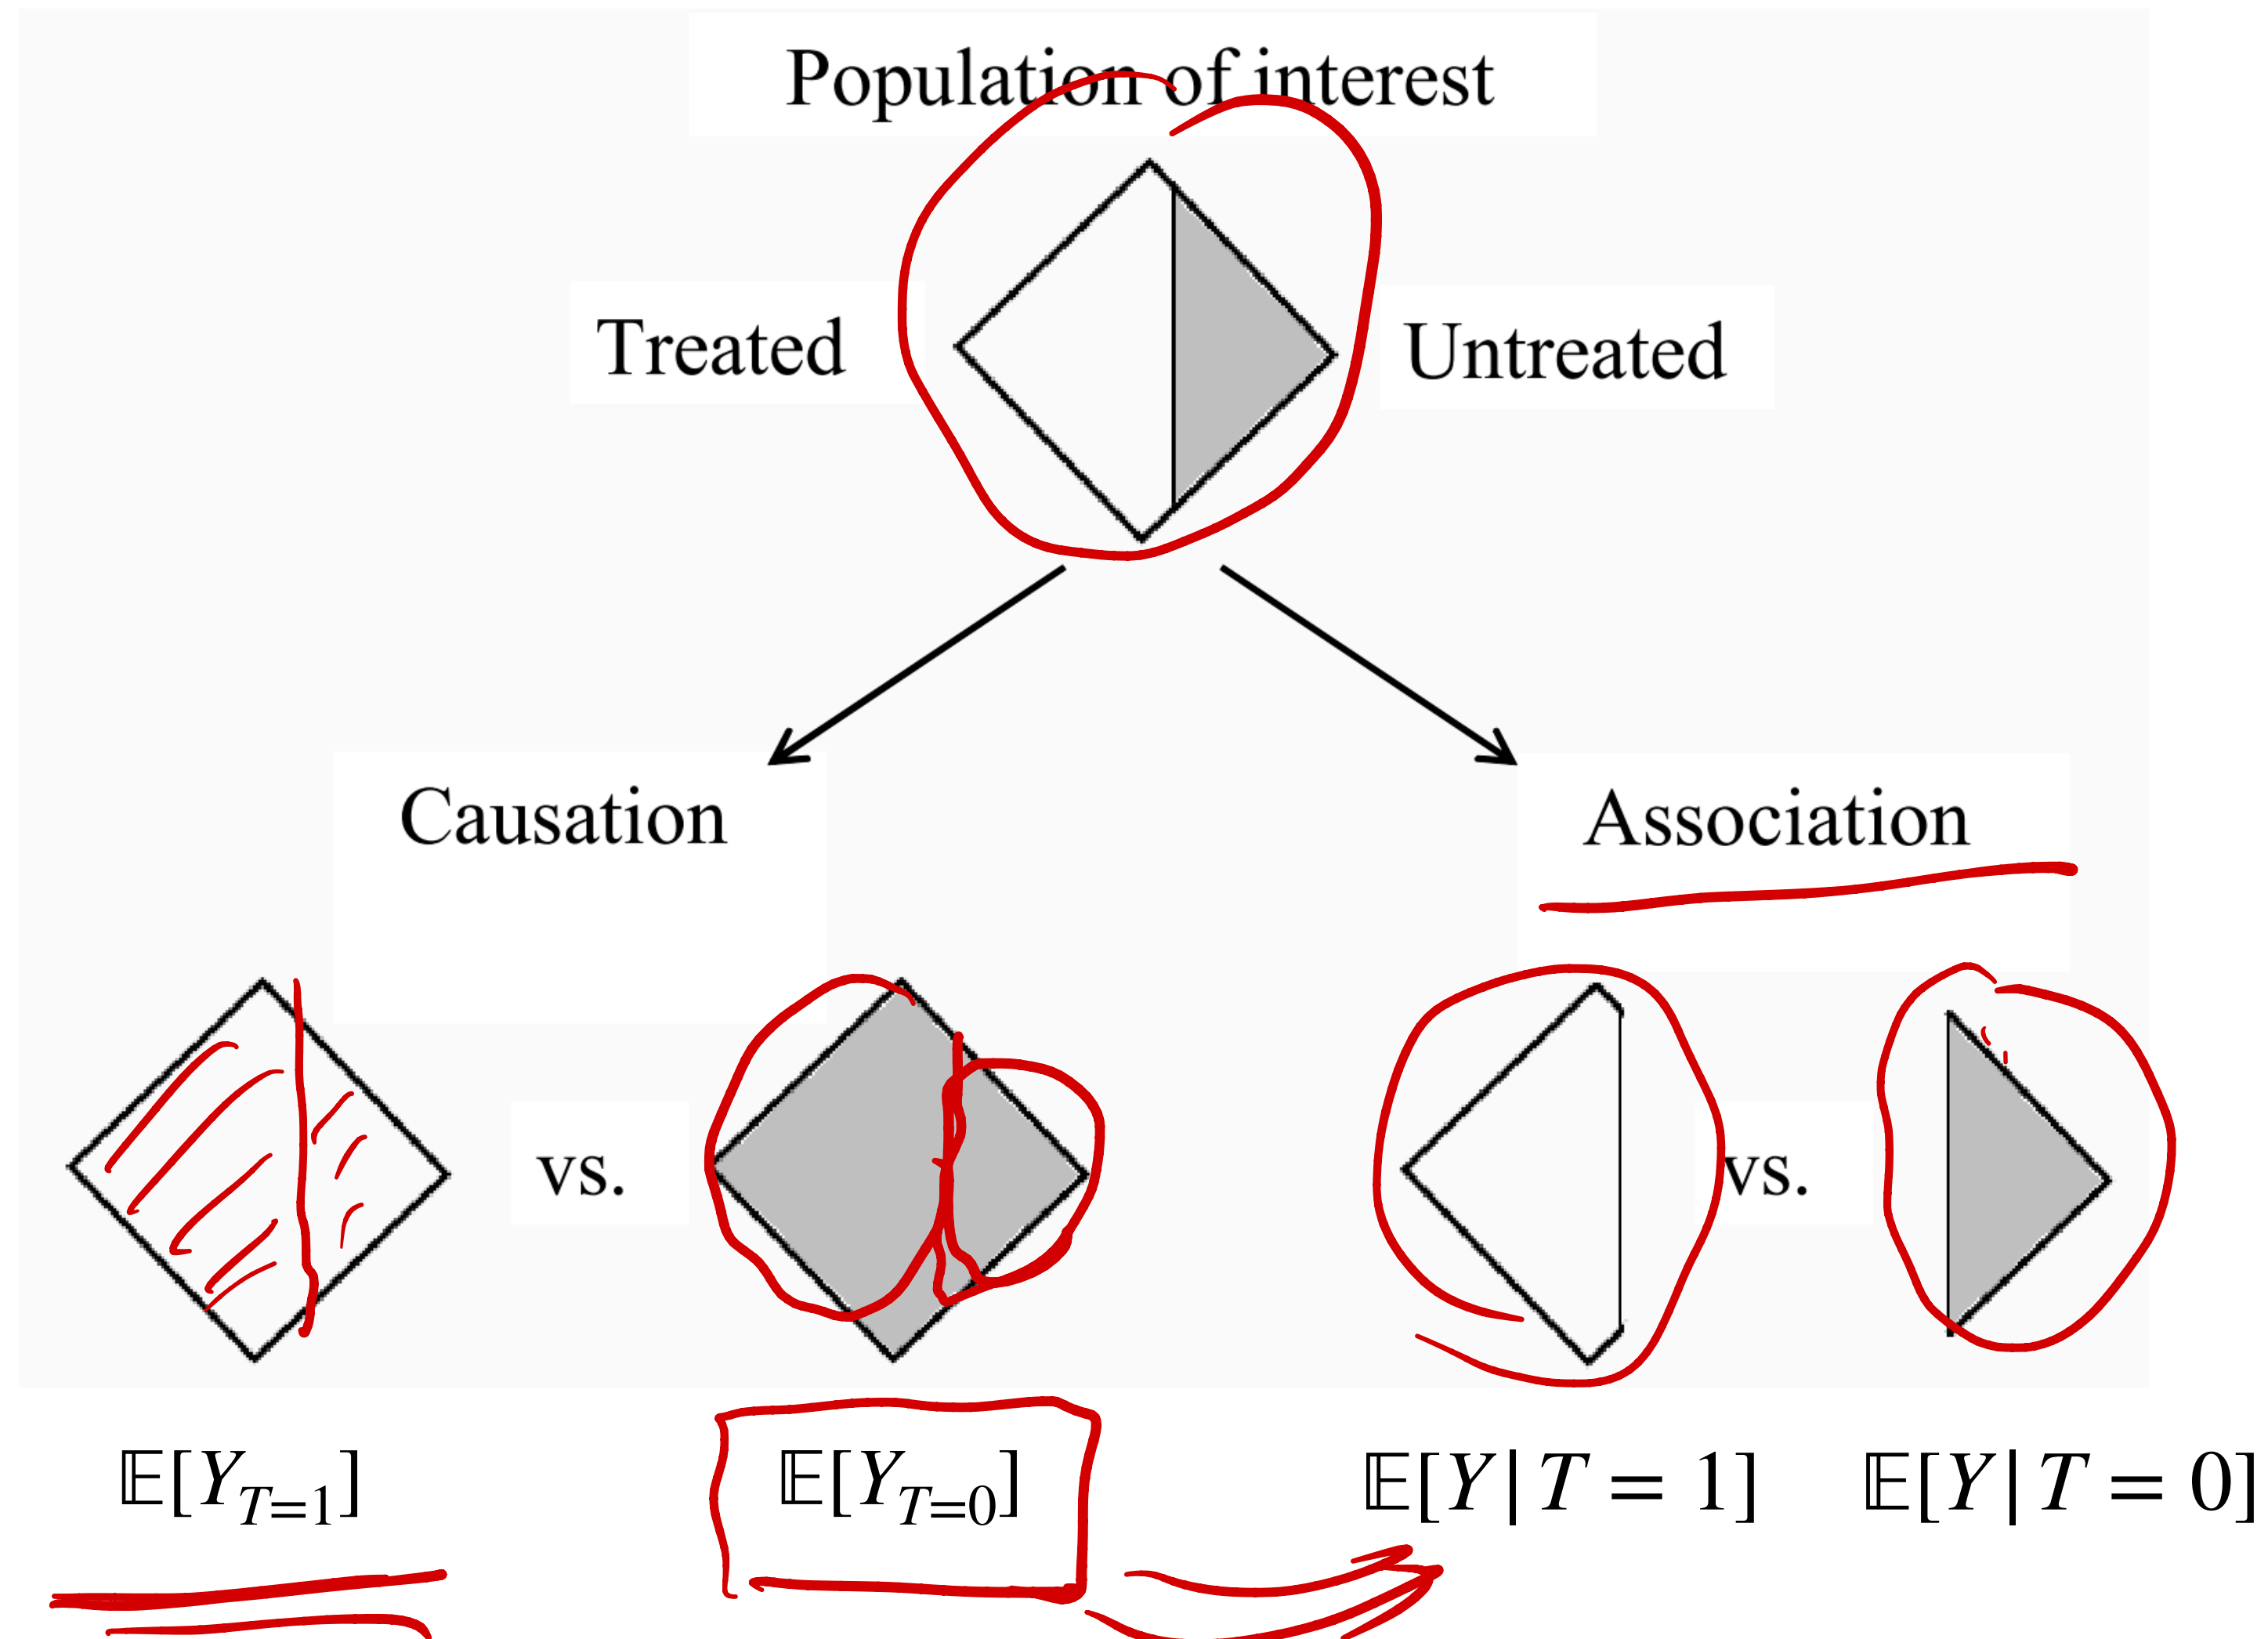 Population of interest
Treated
Untreated
Causation
Association
vs.
vs.
𝔼[Y_{T=1}]
𝔼[Y_{T=0}]
𝔼[Y|T = 1]
𝔼[Y|T = 0]